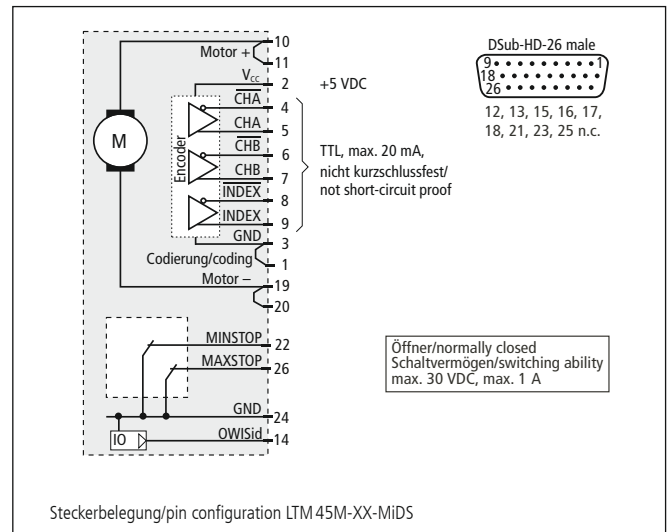 Motor +
10
11
V_CC
2
+5 VDC
CHA
4
CHA
5
CHB
6
CHB
7
INDEX
8
INDEX
9
GND
3
Codierung/coding
1
Motor –
19
20
M
Encoder
TTL, max. 20 mA,
nicht kurzschlussfest/
not short-circuit proof
MINSTOP
22
MAXSTOP
26
GND
24
IO
OWISid
14
DSub-HD-26 male
9
1
18
26
12, 13, 15, 16, 17,
18, 21, 23, 25 n.c.
Öffner/normally closed
Schaltvermögen/switching ability
max. 30 VDC, max. 1 A
Steckerbelegung/pin configuration LTM 45M-XX-MiDS